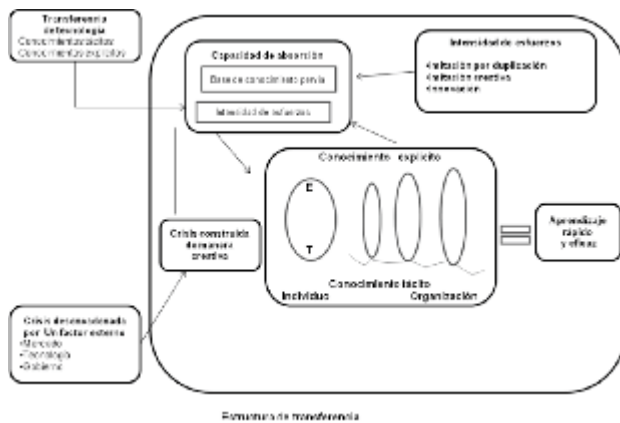 Transferencia
de tecnología
Conocimientos tácitos
Conocimientos explícitos
Capacidad de absorción
Base de conocimiento previa
Intensidad de esfuerzos
Intensidad de esfuerzos
•Imitación por duplicación
•Imitación creativa
•Innovación
Conocimiento explícito
E
T
Conocimiento tácito
Individuo
Organización
Crisis construida
de manera
creativa
Aprendizaje
rápido
y eficaz
Crisis
por Un factor externo
•Mercado
•Tecnología
•Gobierno
Estructura de transferencia